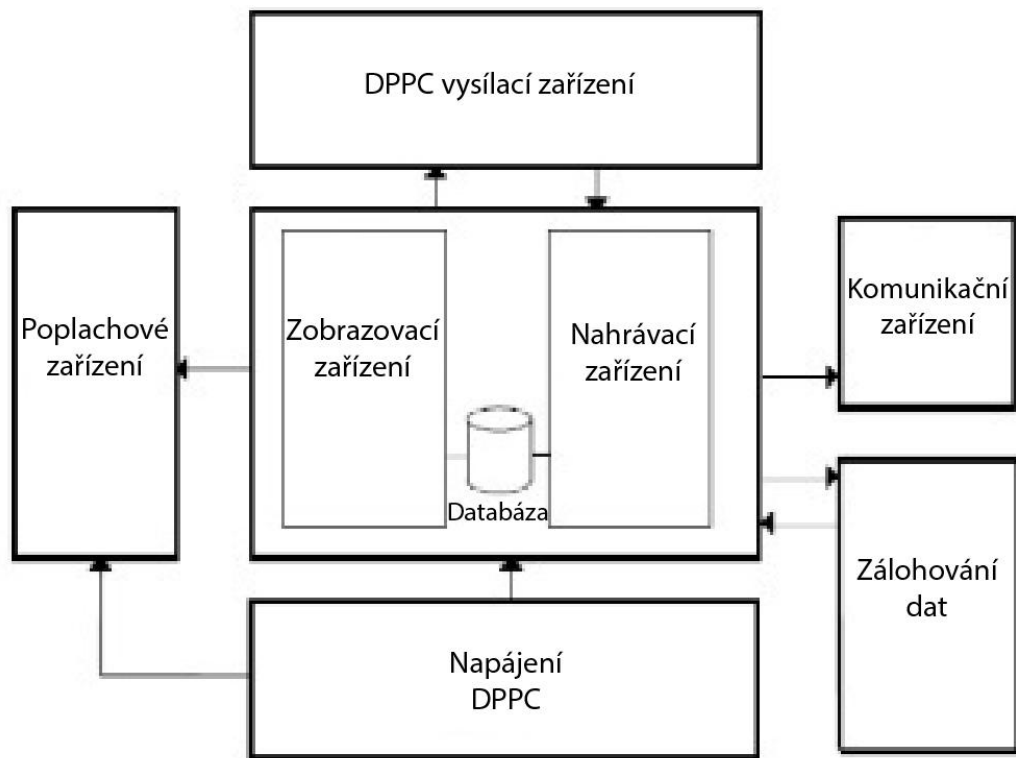 DPPC vysílací zařízení
Poplachové
zařízení
Zobrazovací
zařízení
Nahrávací
zařízení
Databáza
Komunikační
zařízení
Zálohování
dat
Napájení
DPPC